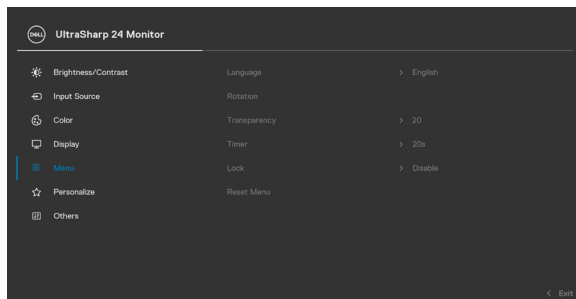 DELL UltraSharp 24 Monitor
Brightness/Contrast Language > English
Input Source Rotation
Color Transparency > 20
Display Timer > 20s
Menu Lock > Disable
Personalize Reset Menu
Others
< Exit